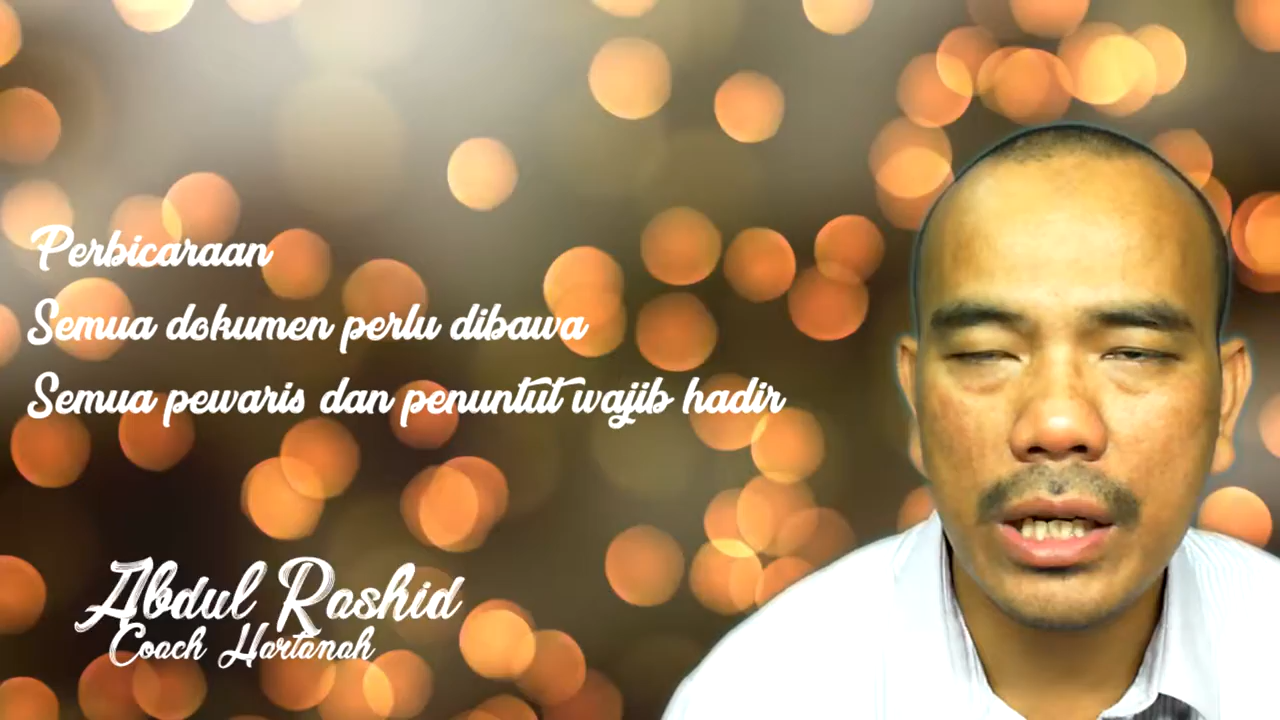 Perbicaraan
Semua dokumen perlu dibawa
Semua pewaris dan penuntut wajib hadir
Abdul Rashid
Coach Hartanah